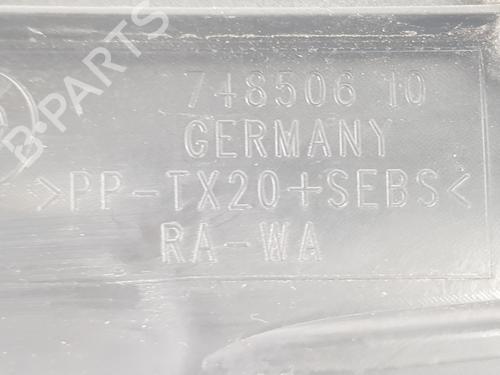 B-PARTS
748506 10
GERMANY
>PP-TX20+SEBS<
RA-WA